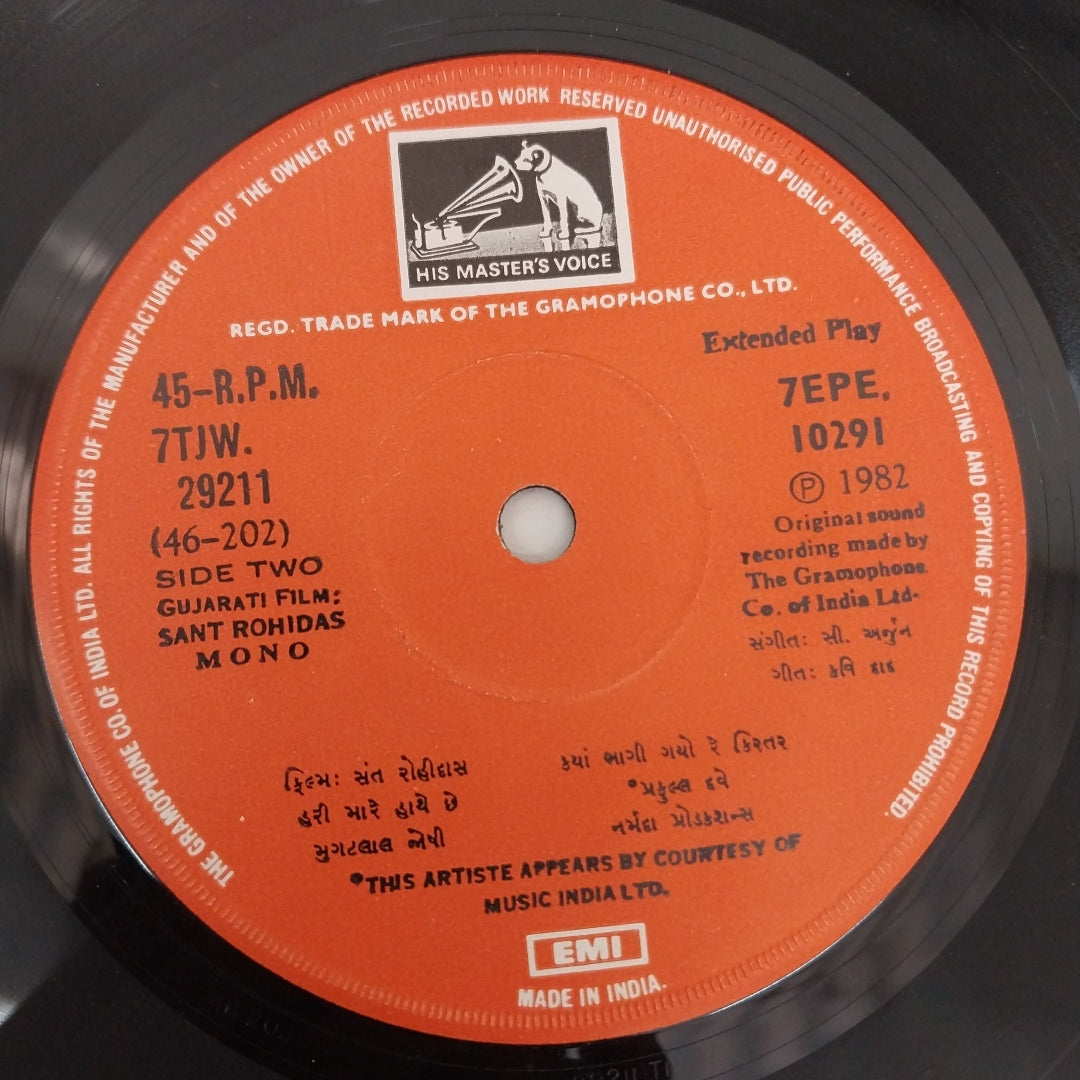 THE GRAMOPHONE CO. OF INDIA LTD. ALL RIGHTS OF THE MANUFACTURER AND OF THE OWNER OF THE RECORDED WORK RESERVED UNAUTHORISED PUBLIC PERFORMANCE BROADCASTING AND COPYING OF THIS RECORD PROHIBITED.
HIS MASTER'S VOICE
REGD. TRADE MARK OF THE GRAMOPHONE CO., LTD.
Extended Play
45-R.P.M.
7TJW.
29211
(46-202)
SIDE TWO
GUJARATI FILM:
SANT ROHIDAS
MONO
7EPE.
10291
℗ 1982
Original sound
recording made by
The Gramophone
Co. of India Ltd.
સંગીત: સી. અર્જુન
ગીત: કવિ દાદ
ફિલ્મ: સંત રોહીદાસ
હરી મારે હાથે છે
મુગટલાલ જોષી
કયાં ભાગી ગયો રે કિરતર
*પ્રફુલ્લ દવે
નર્મદા પ્રોડકશન્સ
*THIS ARTISTE APPEARS BY COURTESY OF
MUSIC INDIA LTD.
EMI
MADE IN INDIA.